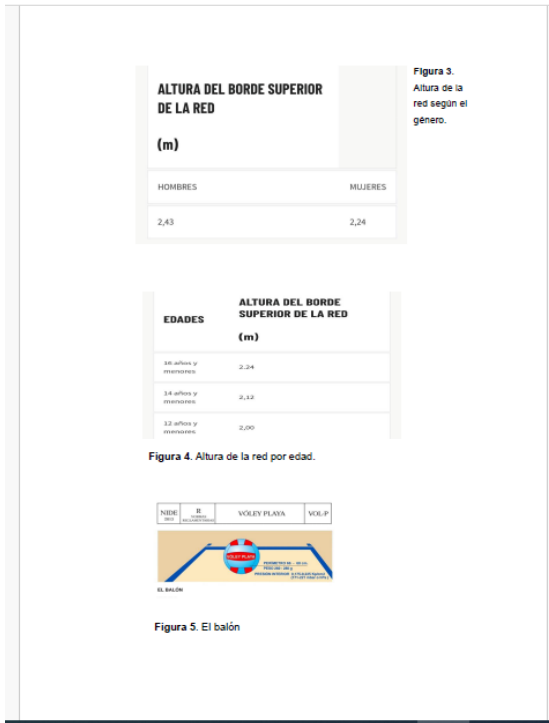 ALTURA DEL BORDE SUPERIOR
DE LA RED
(m)
HOMBRES MUJERES
2,43 2,24
Figura 3.
Altura de la
red según el
género.
EDADES
ALTURA DEL BORDE
SUPERIOR DE LA RED
(m)
16 años y
menores
2.24
14 años y
menores
2,12
12 años y
menores
2,00
Figura 4. Altura de la red por edad.
NIDE
R
VOLEY PLAYA
VOL-P
VOLEY PLAYA
EL BALÓN
Figura 5. El balón